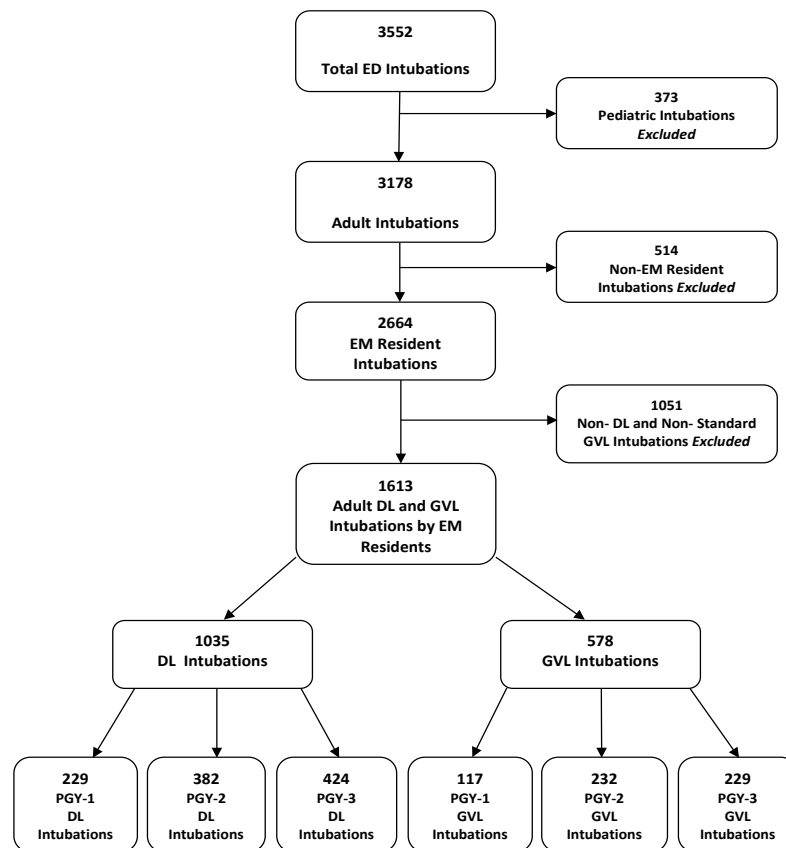 3552
Total ED Intubations
373
Pediatric Intubations
Excluded
3178
Adult Intubations
514
Non-EM Resident
Intubations Excluded
2664
EM Resident
Intubations
1051
Non- DL and Non- Standard
GVL Intubations Excluded
1613
Adult DL and GVL
Intubations by EM
Residents
1035
DL Intubations
578
GVL Intubations
229
PGY-1
DL
Intubations
382
PGY-2
DL
Intubations
424
PGY-3
DL
Intubations
117
PGY-1
GVL
Intubations
232
PGY-2
GVL
Intubations
229
PGY-3
GVL
Intubations